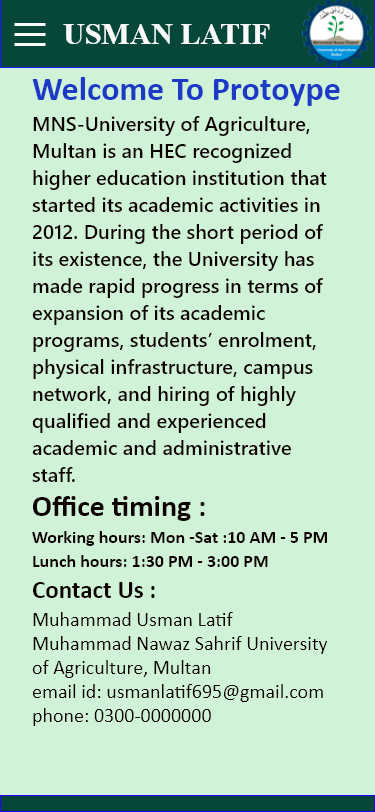 USMAN LATIF
Muhammad Nawaz Shareef
University of Agriculture
Multan
Welcome To Protoype
MNS-University of Agriculture,
Multan is an HEC recognized
higher education institution that
started its academic activities in
2012. During the short period of
its existence, the University has
made rapid progress in terms of
expansion of its academic
programs, students’ enrolment,
physical infrastructure, campus
network, and hiring of highly
qualified and experienced
academic and administrative
staff.
Office timing :
Working hours: Mon -Sat :10 AM - 5 PM
Lunch hours: 1:30 PM - 3:00 PM
Contact Us :
Muhammad Usman Latif
Muhammad Nawaz Sahrif University
of Agriculture, Multan
email id: usmanlatif695@gmail.com
phone: 0300-0000000